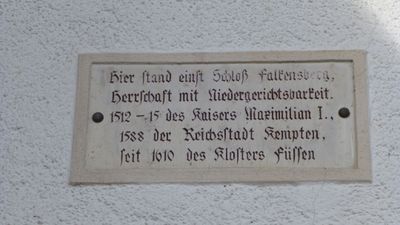 Hier stand einst Schloß Falkensberg,
Herrschaft mit Niedergerichtsbarkeit.
1512 – 15 des Kaisers Maximilian I.,
1588 der Reichsstadt Kempten,
seit 1610 des Klosters Füssen